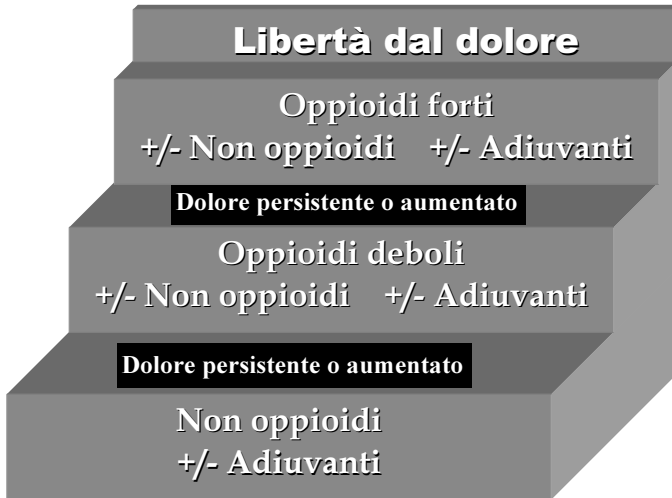 Libertà dal dolore
Oppioidi forti
+/- Non oppioidi +/- Adiuvanti
Dolore persistente o aumentato
Oppioidi deboli
+/- Non oppioidi +/- Adiuvanti
Dolore persistente o aumentato
Non oppioidi
+/- Adiuvanti